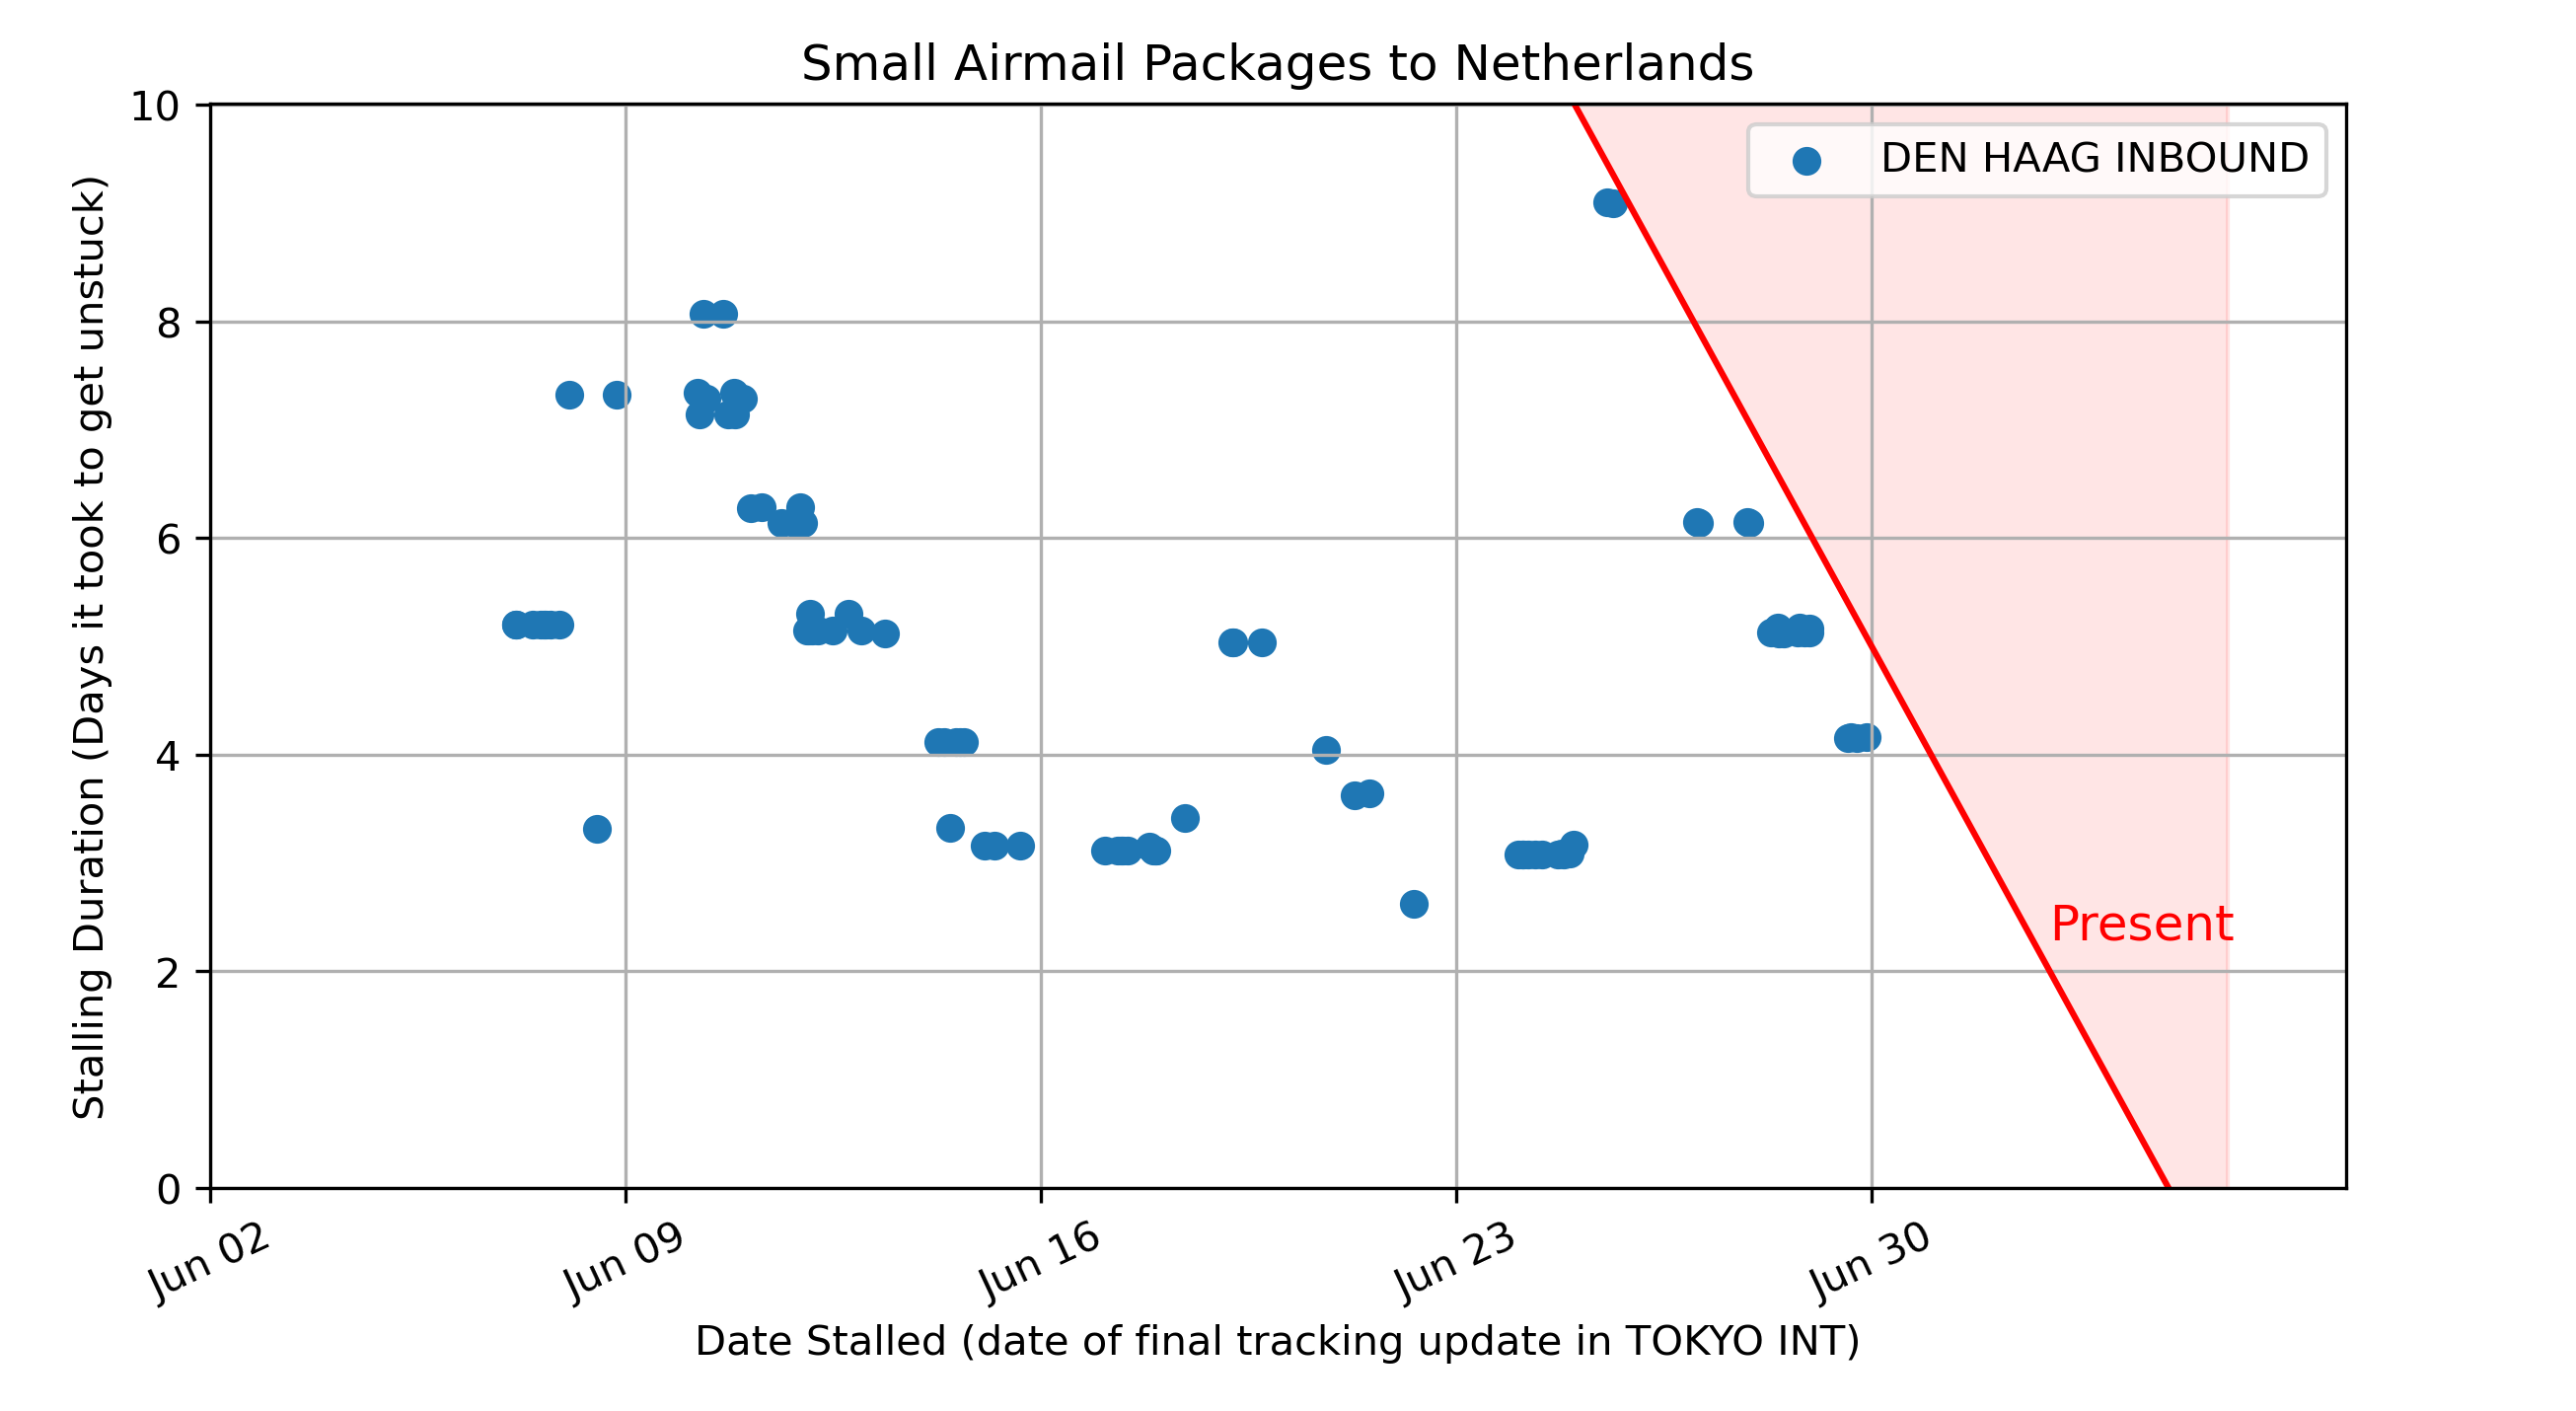 Small Airmail Packages to Netherlands
DEN HAAG INBOUND
Stalling Duration (Days it took to get unstuck)
10
8
6
4
2
0
Present
Jun 02
Jun 09
Jun 16
Jun 23
Jun 30
Date Stalled (date of final tracking update in TOKYO INT)